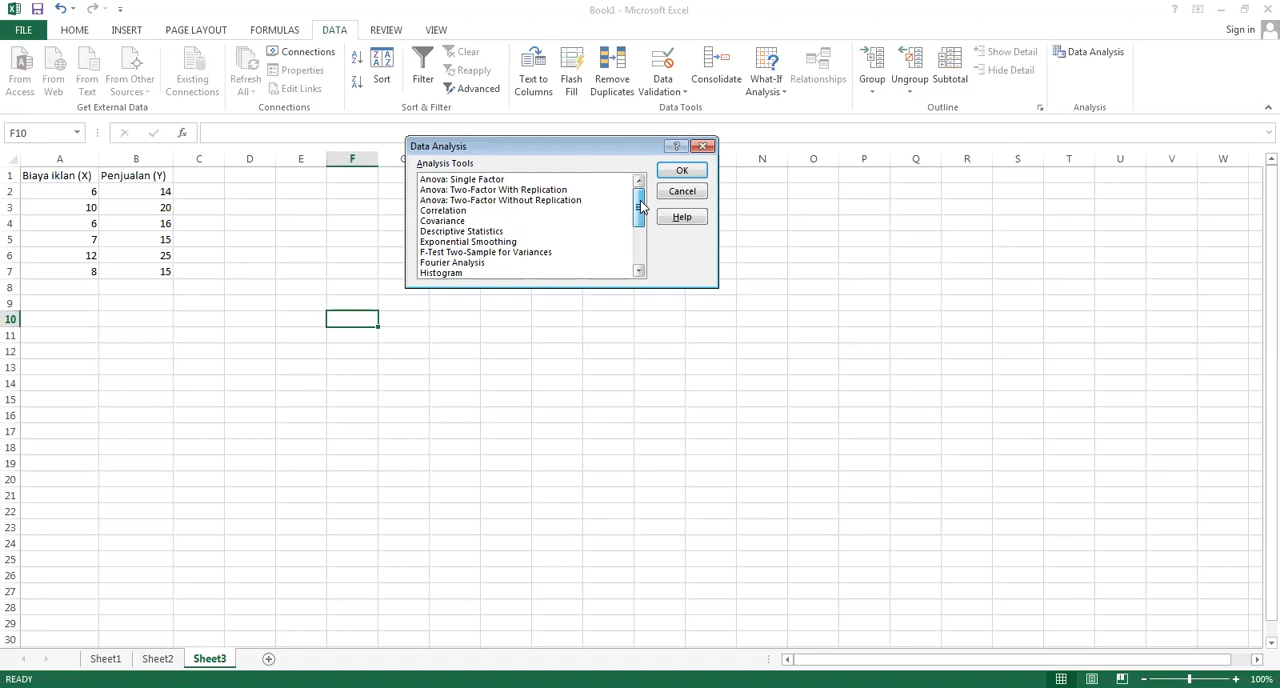 Book1 - Microsoft Excel
FILE HOME INSERT PAGE LAYOUT FORMULAS DATA REVIEW VIEW Sign in
From Access
From Web
From Text
From Other Sources
Existing Connections
Get External Data
Refresh All
Connections
Properties
Edit Links
Connections
Sort
Filter
Clear
Reapply
Advanced
Sort & Filter
Text to Columns
Flash Fill
Remove Duplicates
Data Validation
Consolidate
What-If Analysis
Relationships
Data Tools
Group
Ungroup
Subtotal
Show Detail
Hide Detail
Outline
Data Analysis
Analysis
F10
fx
A B C D E F N O P Q R S T U V W
1 Biaya iklan (X) Penjualan (Y)
2 6 14
3 10 20
4 6 16
5 7 15
6 12 25
7 8 15
8
9
10
11
12
13
14
15
16
17
18
19
20
21
22
23
24
25
26
27
28
29
30
Data Analysis
Analysis Tools
Anova: Single Factor
Anova: Two-Factor With Replication
Anova: Two-Factor Without Replication
Correlation
Covariance
Descriptive Statistics
Exponential Smoothing
F-Test Two-Sample for Variances
Fourier Analysis
Histogram
OK
Cancel
Help
Sheet1 Sheet2 Sheet3
READY 100%